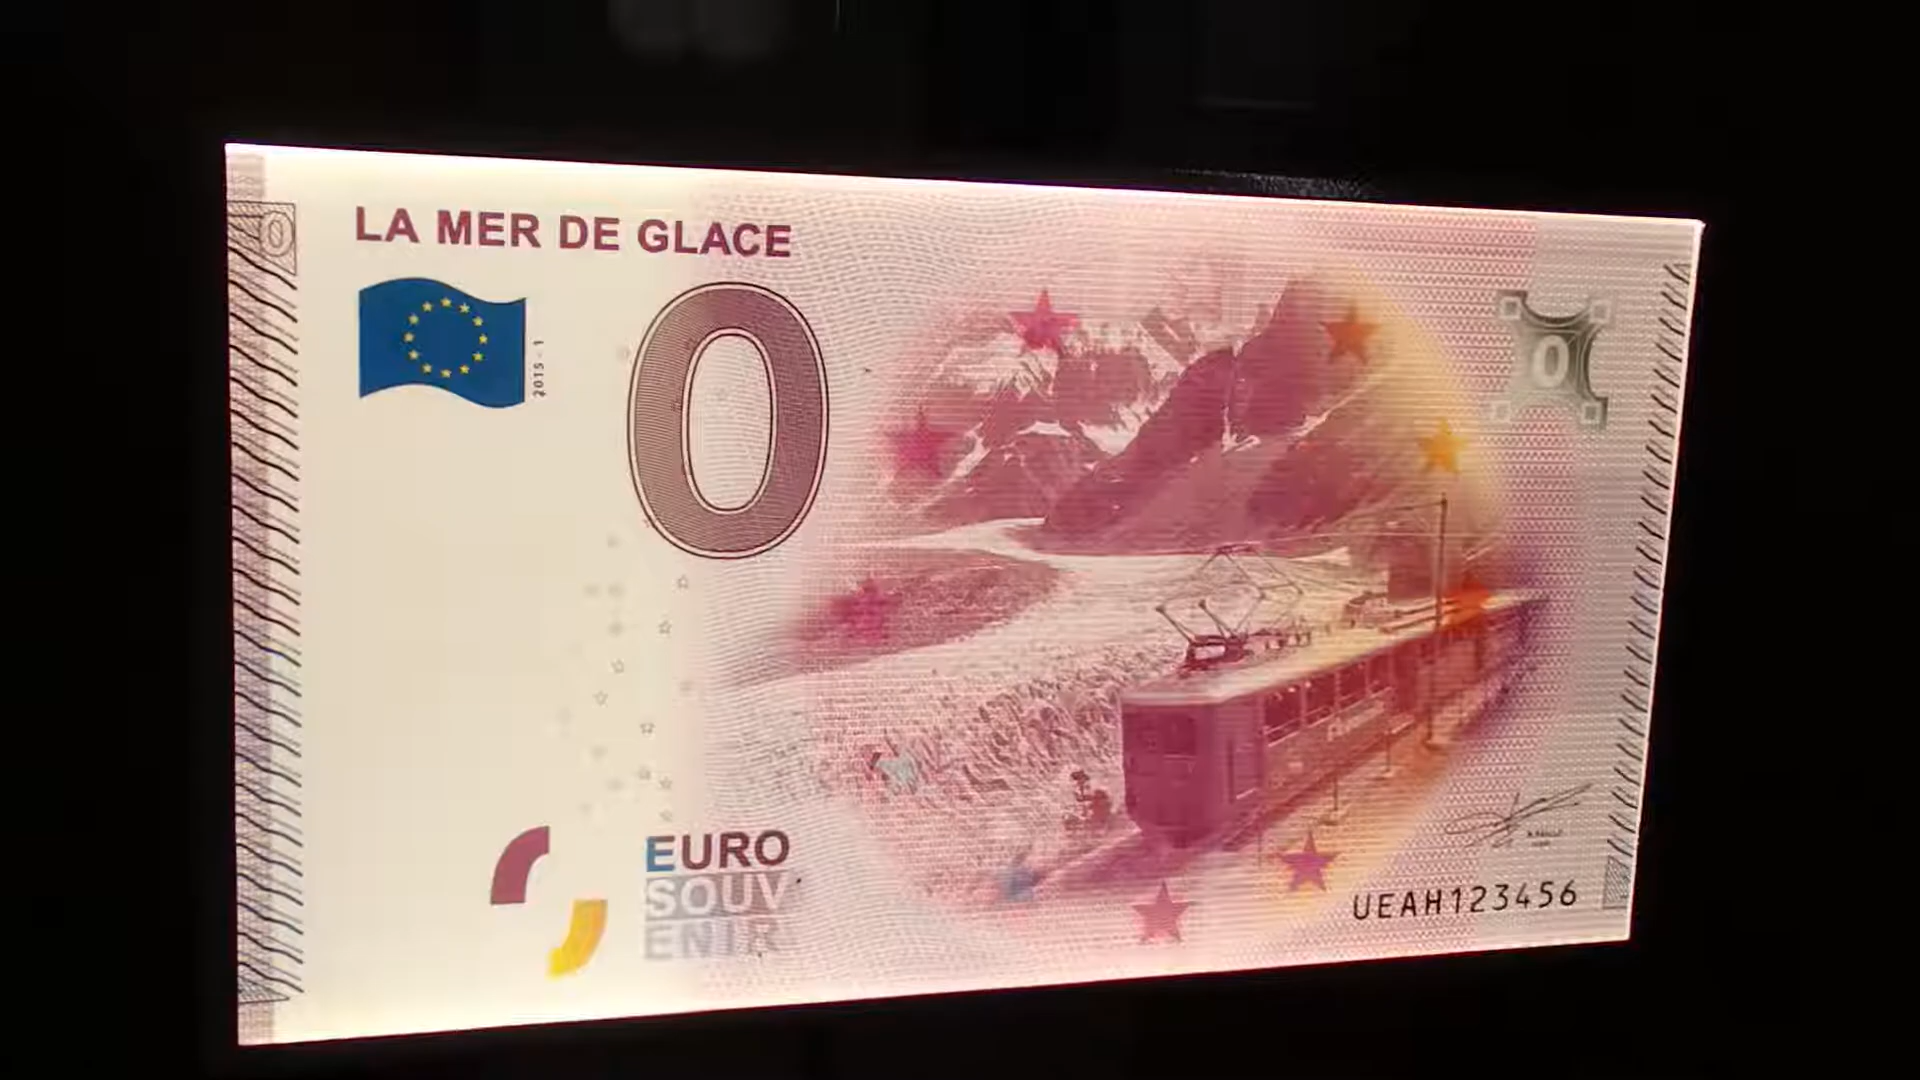 LA MER DE GLACE
0
2015 - 1
0
0
EURO
SOUV
ENIR
UEAH123456